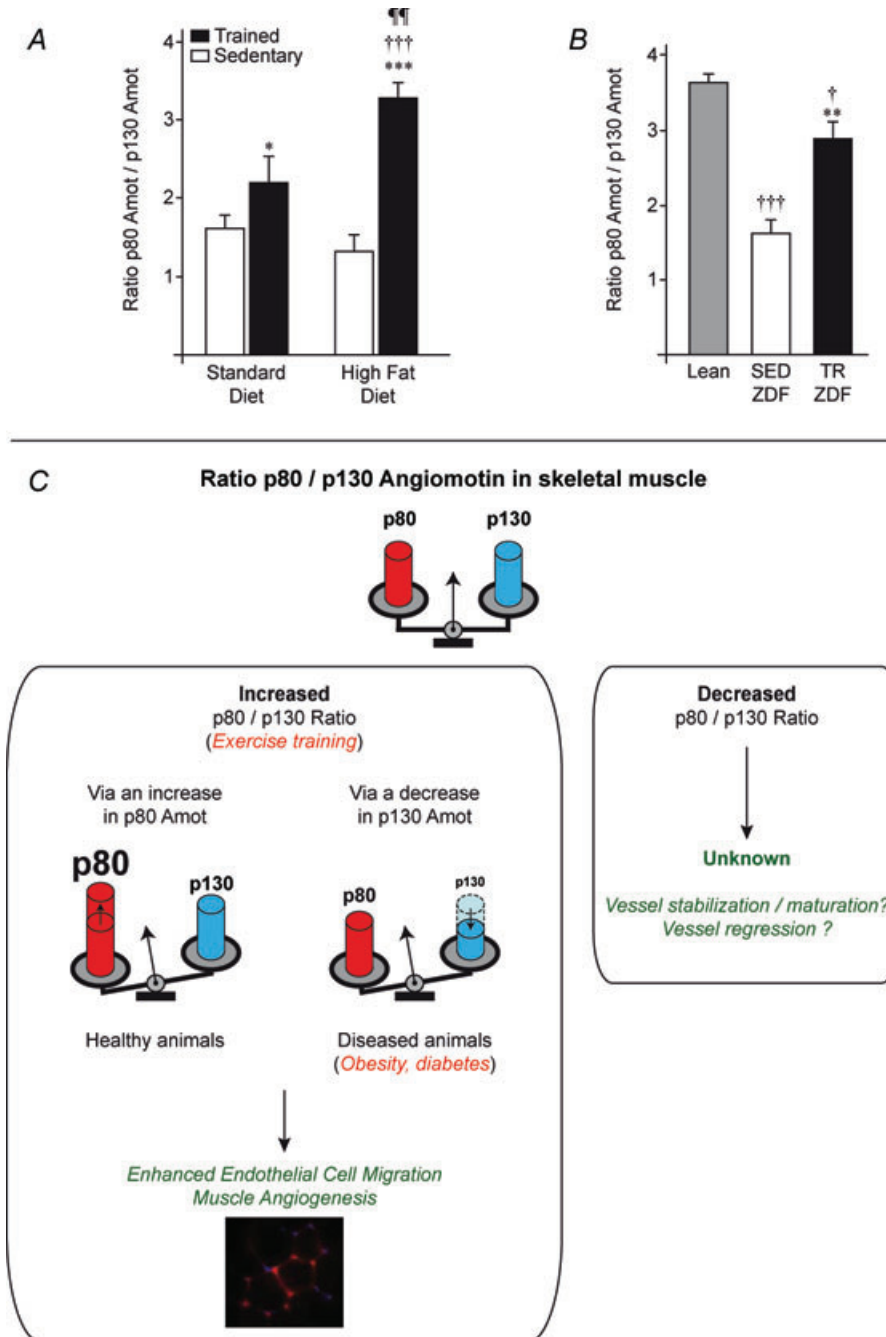 A
Ratio p80 Amot / p130 Amot
4
3
2
1
Trained
Sedentary
*
¶¶
†††
***
Standard
Diet
High Fat
Diet
B
Ratio p80 Amot / p130 Amot
4
3
2
1
†††
†
**
Lean
SED
ZDF
TR
ZDF
C
Ratio p80 / p130 Angiomotin in skeletal muscle
p80
p130
Increased
p80 / p130 Ratio
(Exercise training)
Via an increase
in p80 Amot
p80
p130
Healthy animals
Via a decrease
in p130 Amot
p80
p130
Diseased animals
(Obesity, diabetes)
Enhanced Endothelial Cell Migration
Muscle Angiogenesis
Decreased
p80 / p130 Ratio
Unknown
Vessel stabilization / maturation?
Vessel regression ?